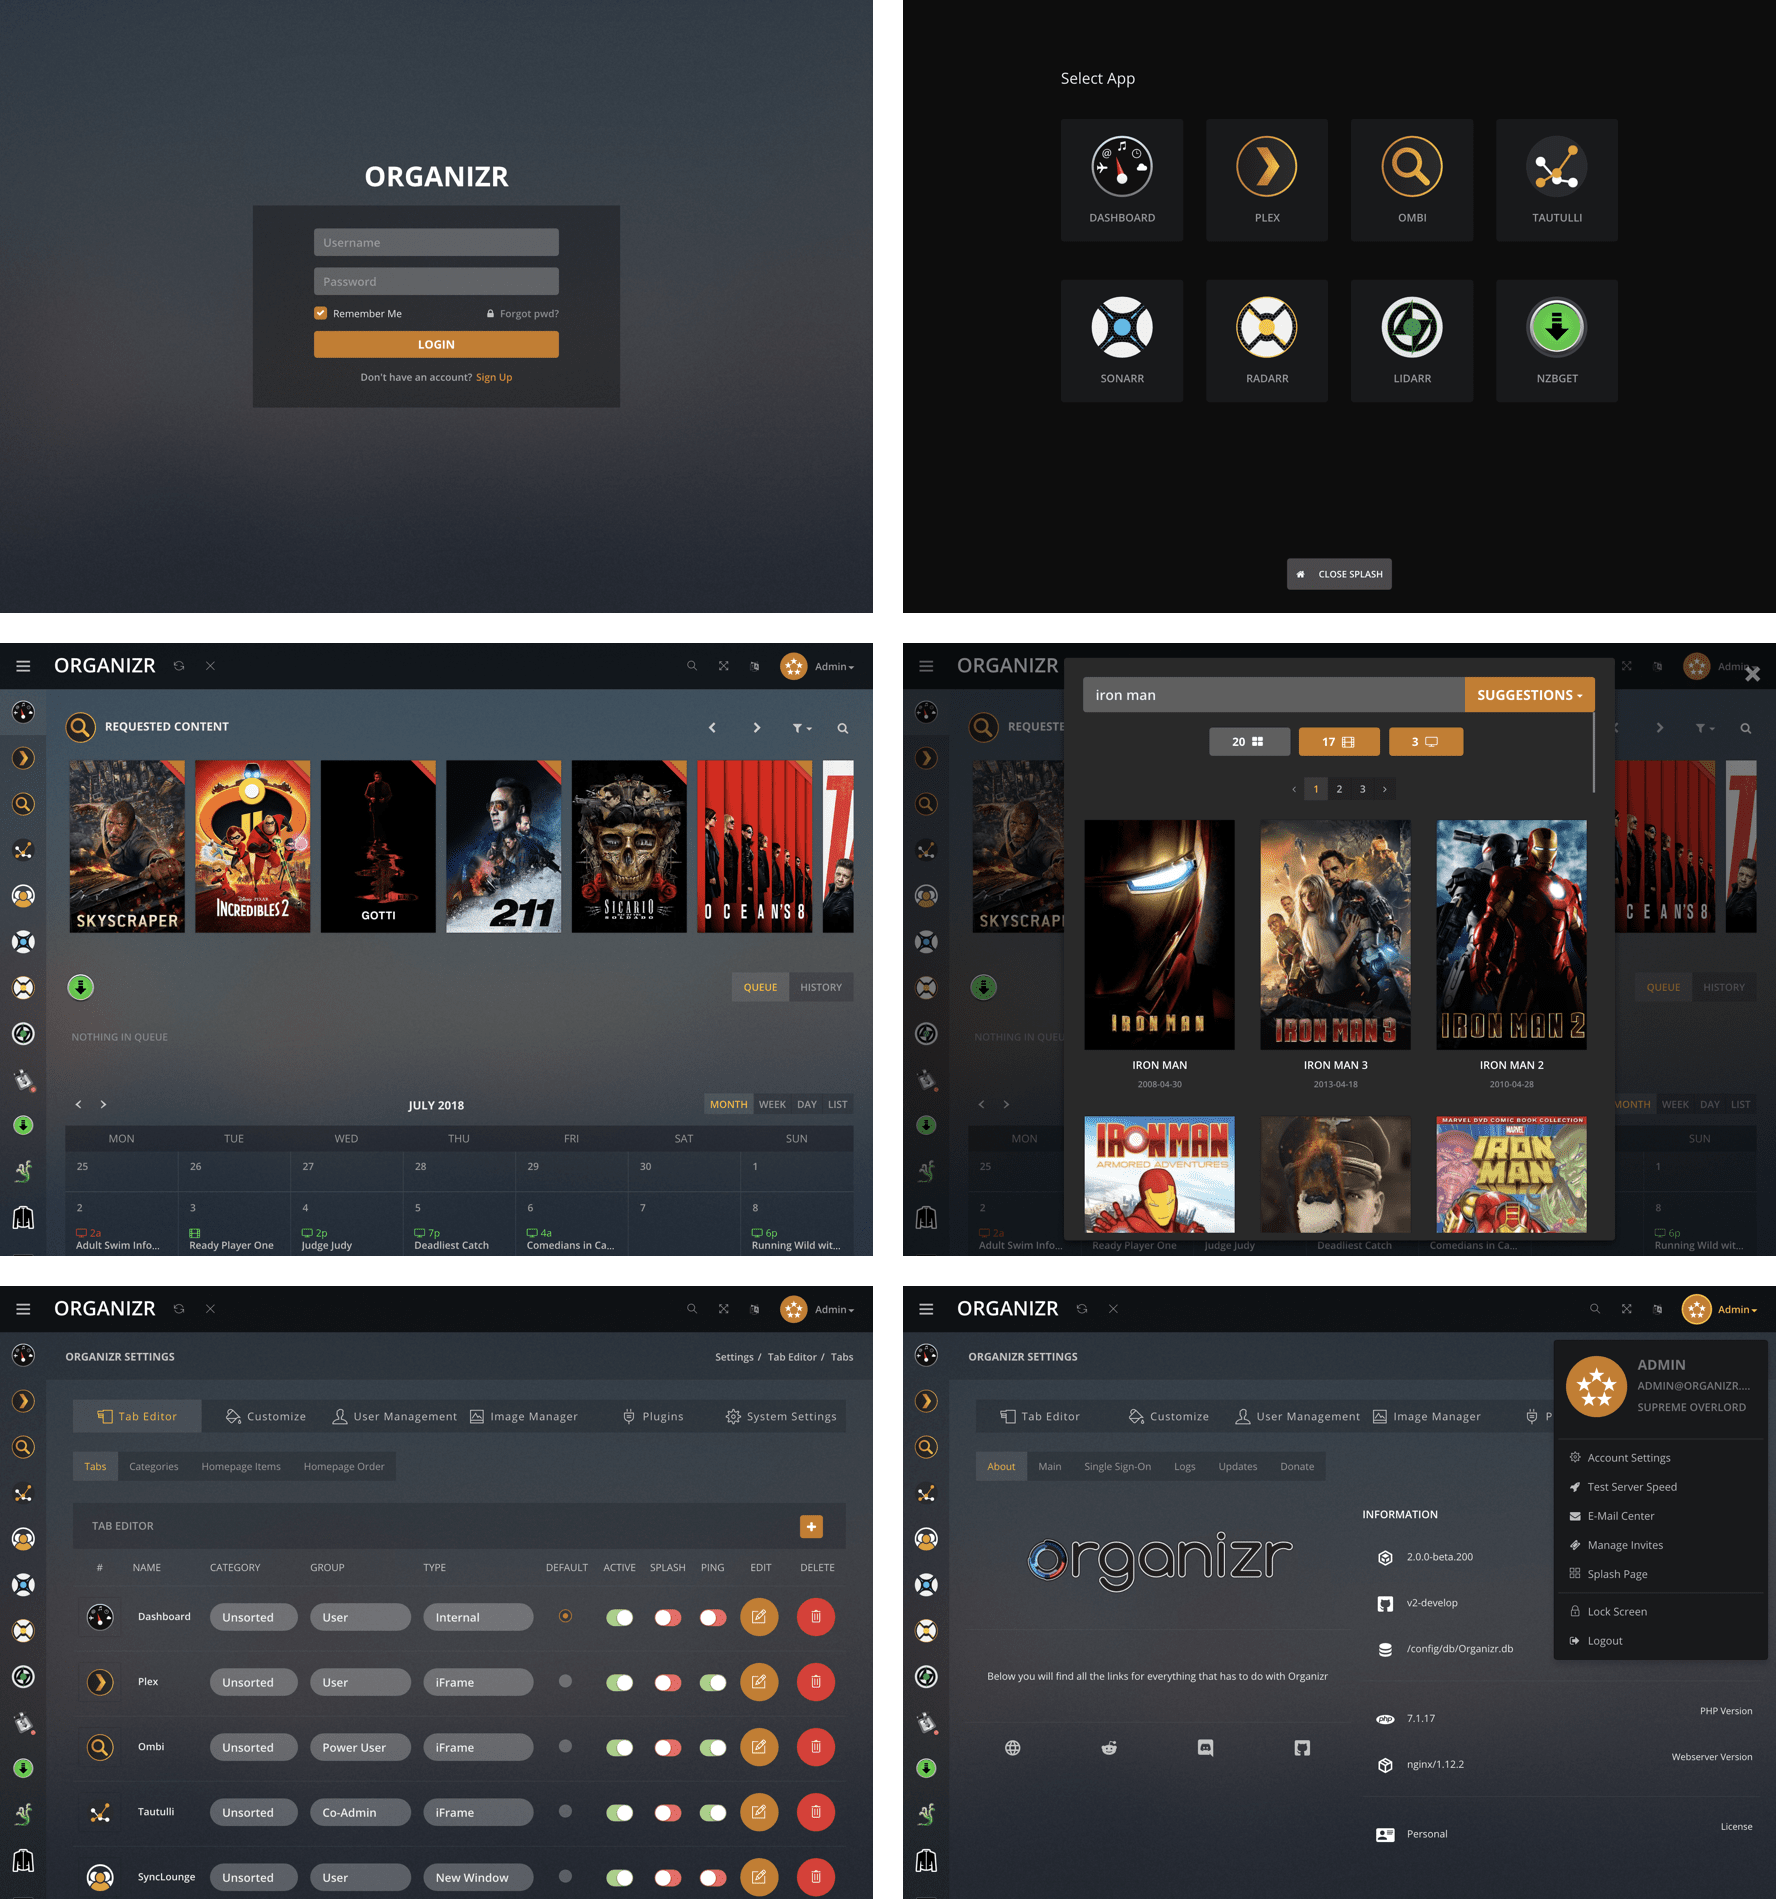 ORGANIZR
Username
Password
Remember Me
Forgot pwd?
LOGIN
Don't have an account? Sign Up
Select App
DASHBOARD
PLEX
OMBI
TAUTULLI
SONARR
RADARR
LIDARR
NZBGET
CLOSE SPLASH
ORGANIZR
Admin
REQUESTED CONTENT
SKYSCRAPER
DISNEY PIXAR
INCREDIBLES 2
GOTTI
211
SICARIO
SOLDADO
OCEAN'S 8
QUEUE HISTORY
NOTHING IN QUEUE
JULY 2018
MONTH WEEK DAY LIST
MON TUE WED THU FRI SAT SUN
25 26 27 28 29 30 1
2 3 4 5 6 7 8
2a 2p 7p 4a 6p
Adult Swim Info... Ready Player One Judge Judy Deadliest Catch Comedians in Ca... Running Wild wit...
ORGANIZR
Admin
REQUESTE
iron man
SUGGESTIONS
20 17 3
1 2 3
SKYSCRAP
IRON MAN
IRON MAN 3
IRON MAN 2
CEAN'S 8
QUEUE HISTORY
NOTHING IN QUEU
IRON MAN IRON MAN 3 IRON MAN 2
2008-04-30 2013-04-18 2010-04-28
MONTH WEEK DAY LIST
MON SUN
25 1
2 8
IRON MAN
ARMORED ADVENTURES
MARVEL DVD COMIC BOOK COLLECTION
MARVEL
IRON MAN
2a 6p
Adult Swim Info... Ready Player One Judge Judy Deadliest Catch Comedians in Ca... Running Wild wit...
ORGANIZR
Admin
ORGANIZR SETTINGS
Settings / Tab Editor / Tabs
Tab Editor Customize User Management Image Manager Plugins System Settings
Tabs Categories Homepage Items Homepage Order
TAB EDITOR
# NAME CATEGORY GROUP TYPE DEFAULT ACTIVE SPLASH PING EDIT DELETE
Dashboard Unsorted User Internal
Plex Unsorted User iFrame
Ombi Unsorted Power User iFrame
Tautulli Unsorted Co-Admin iFrame
SyncLounge Unsorted User New Window
ORGANIZR
Admin
ORGANIZR SETTINGS
Tab Editor Customize User Management Image Manager P
About Main Single Sign-On Logs Updates Donate
organizr
Below you will find all the links for everything that has to do with Organizr
INFORMATION
2.0.0-beta.200
v2-develop
/config/db/Organizr.db
php 7.1.17 PHP Version
nginx/1.12.2 Webserver Version
Personal License
ADMIN
ADMIN@ORGANIZR....
SUPREME OVERLORD
Account Settings
Test Server Speed
E-Mail Center
Manage Invites
Splash Page
Lock Screen
Logout